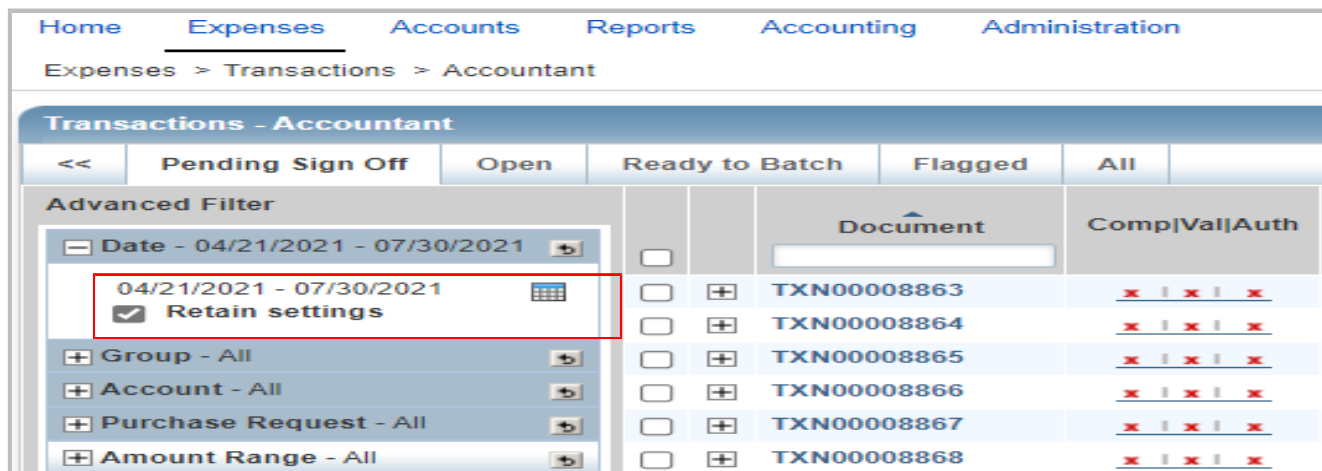 Home Expenses Accounts Reports Accounting Administration
Expenses > Transactions > Accountant
Transactions - Accountant
<< Pending Sign Off Open Ready to Batch Flagged All
Advanced Filter
Document Comp|Val|Auth
Date - 04/21/2021 - 07/30/2021
04/21/2021 - 07/30/2021 TXN00008863 x | x | x
Retain settings TXN00008864 x | x | x
Group - All TXN00008865 x | x | x
Account - All TXN00008866 x | x | x
Purchase Request - All TXN00008867 x | x | x
Amount Range - All TXN00008868 x | x | x